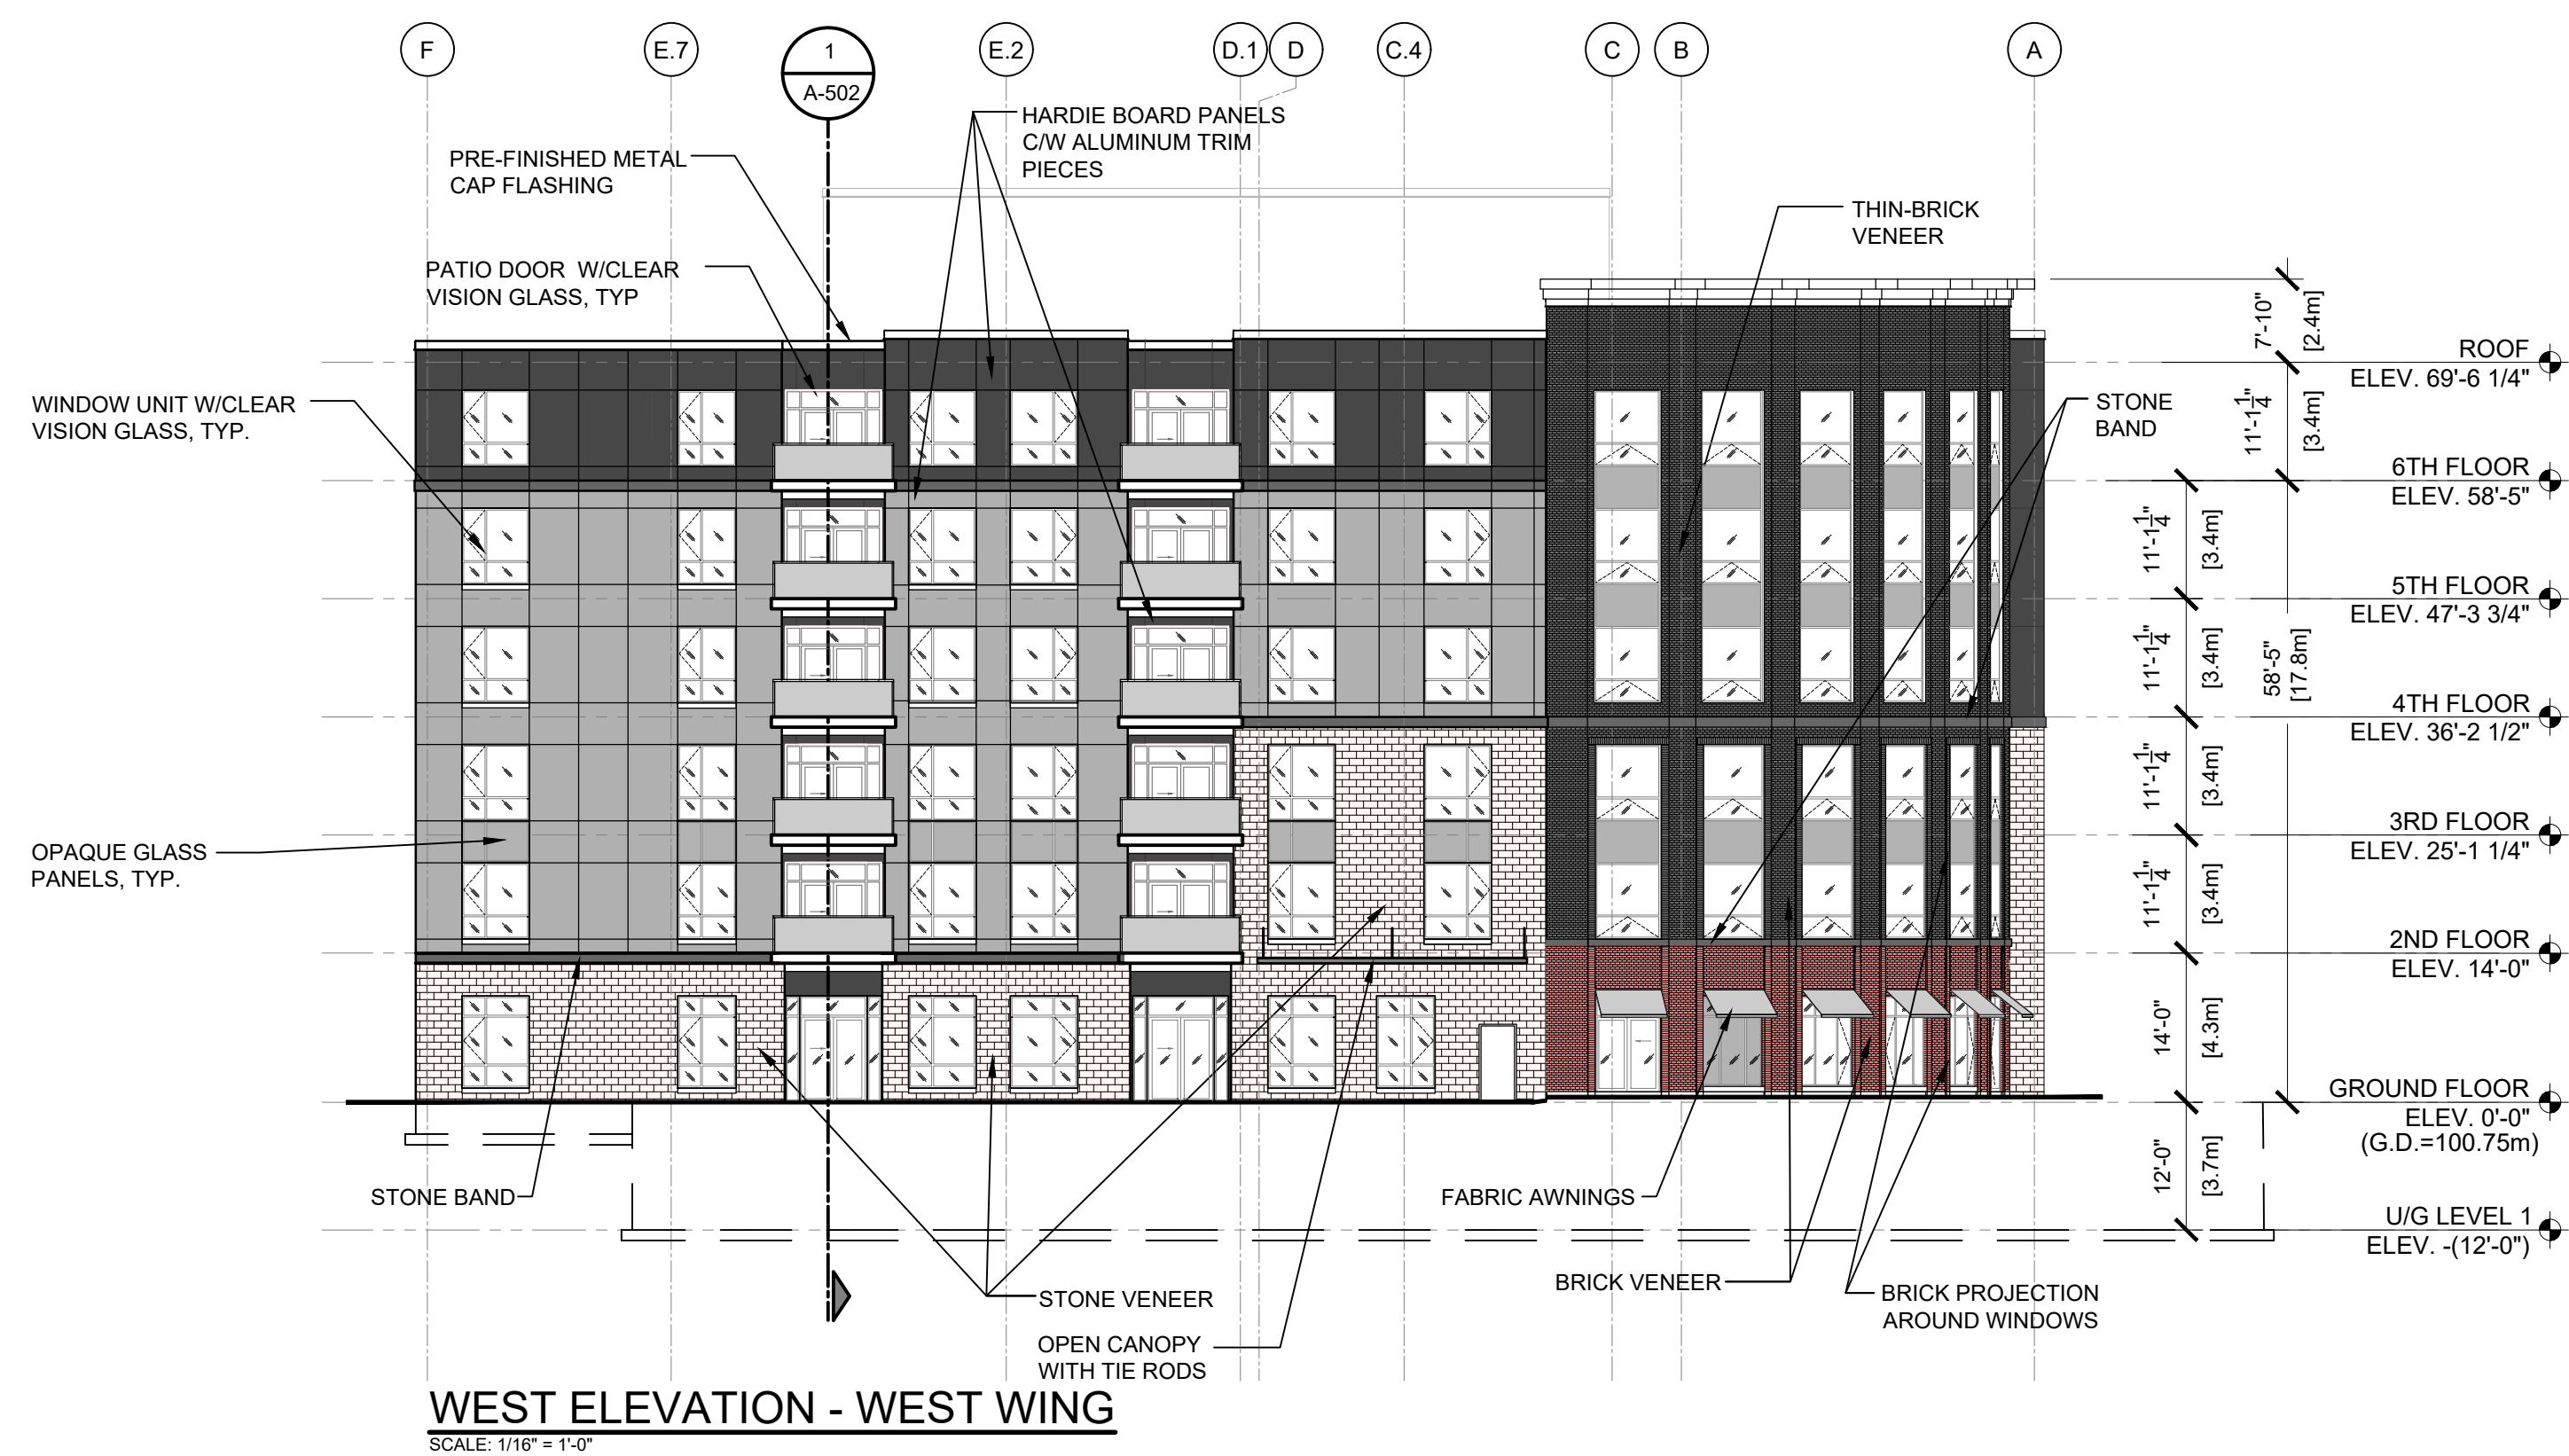 F
E.7
1
A-502
E.2
D.1
D
C.4
C
B
A
HARDIE BOARD PANELS
C/W ALUMINUM TRIM
PIECES
PRE-FINISHED METAL
CAP FLASHING
THIN-BRICK
VENEER
PATIO DOOR W/CLEAR
VISION GLASS, TYP
WINDOW UNIT W/CLEAR
VISION GLASS, TYP.
STONE
BAND
OPAQUE GLASS
PANELS, TYP.
7'-10"
[2.4m]
11'-1 1/4"
[3.4m]
11'-1 1/4"
[3.4m]
11'-1 1/4"
[3.4m]
58'-5"
[17.8m]
11'-1 1/4"
[3.4m]
11'-1 1/4"
[3.4m]
14'-0"
[4.3m]
12'-0"
[3.7m]
ROOF
ELEV. 69'-6 1/4"
6TH FLOOR
ELEV. 58'-5"
5TH FLOOR
ELEV. 47'-3 3/4"
4TH FLOOR
ELEV. 36'-2 1/2"
3RD FLOOR
ELEV. 25'-1 1/4"
2ND FLOOR
ELEV. 14'-0"
GROUND FLOOR
ELEV. 0'-0"
(G.D.=100.75m)
U/G LEVEL 1
ELEV. -(12'-0")
STONE BAND
FABRIC AWNINGS
STONE VENEER
BRICK VENEER
BRICK PROJECTION
AROUND WINDOWS
OPEN CANOPY
WITH TIE RODS
WEST ELEVATION - WEST WING
SCALE: 1/16" = 1'-0"